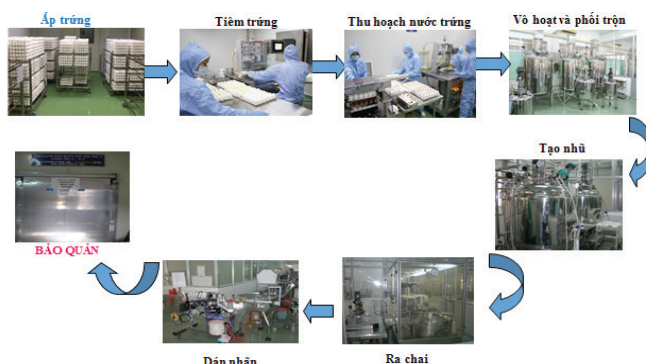 Ấp trứng
Tiêm trứng
Thu hoạch nước trứng
Vô hoạt và phối trộn
Tạo nhũ
BẢO QUẢN
Ra chai
Dán nhãn